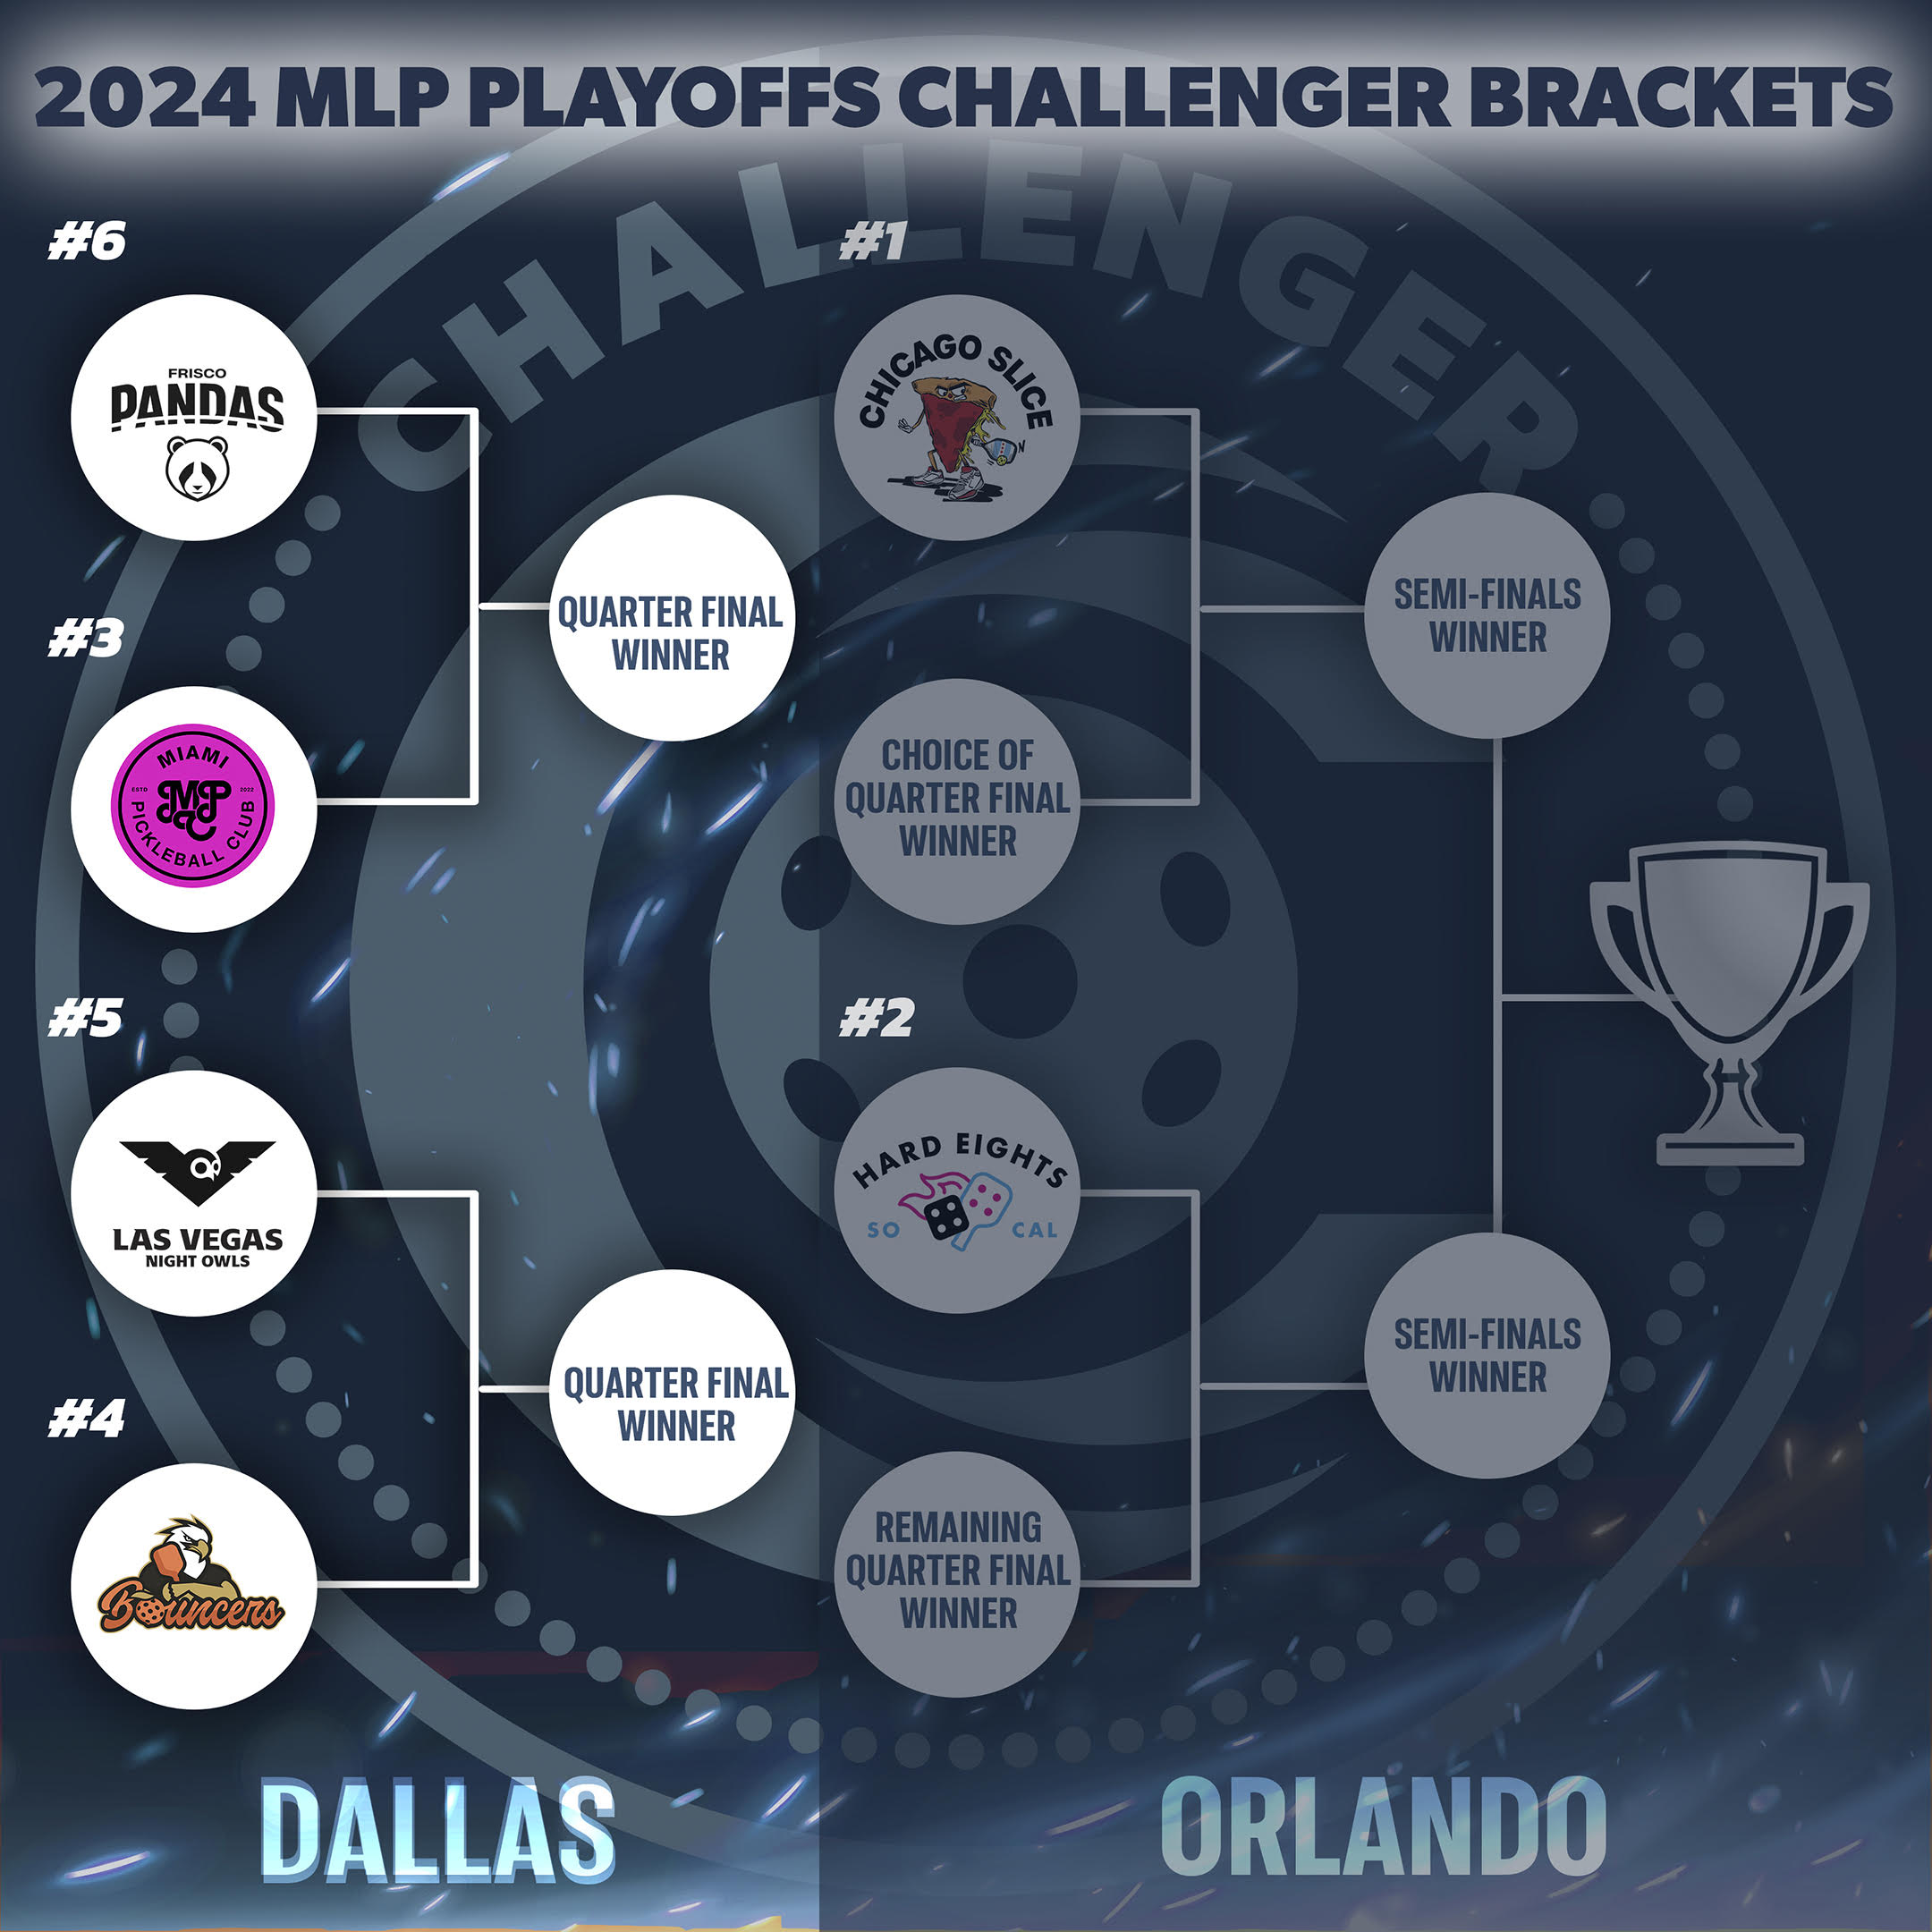 2024 MLP PLAYOFFS CHALLENGER BRACKETS
CHALLENGER
#6
FRISCO
PANDAS
#3
MIAMI
ESTD
2022
MPC
PICKLEBALL CLUB
QUARTER FINAL
WINNER
#5
LAS VEGAS
NIGHT OWLS
#4
Bouncers
QUARTER FINAL
WINNER
DALLAS
#1
CHICAGO SLICE
CHOICE OF
QUARTER FINAL
WINNER
SEMI-FINALS
WINNER
#2
HARD EIGHTS
SO CAL
REMAINING
QUARTER FINAL
WINNER
SEMI-FINALS
WINNER
ORLANDO